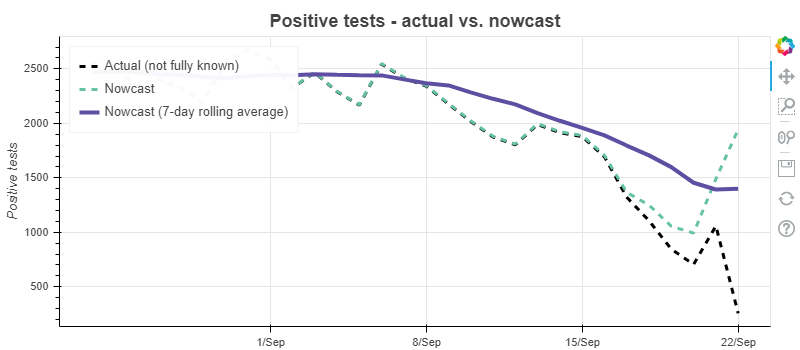 Positive tests - actual vs. nowcast
Actual (not fully known)
Nowcast
Nowcast (7-day rolling average)
Positive tests
2500
2000
1500
1000
500
1/Sep
8/Sep
15/Sep
22/Sep